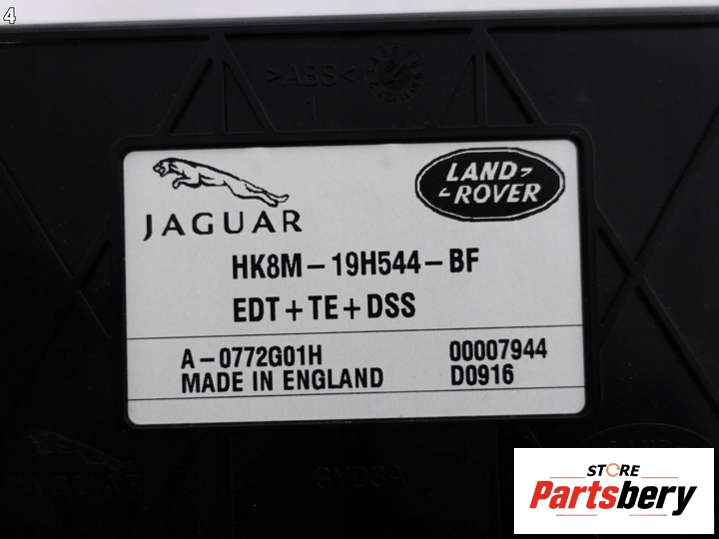 4
>ABS<
JAGUAR
LAND-
ROVER
HK8M-19H544-BF
EDT+TE+DSS
A-0772G01H 00007944
MADE IN ENGLAND D0916
STORE
Partsbery